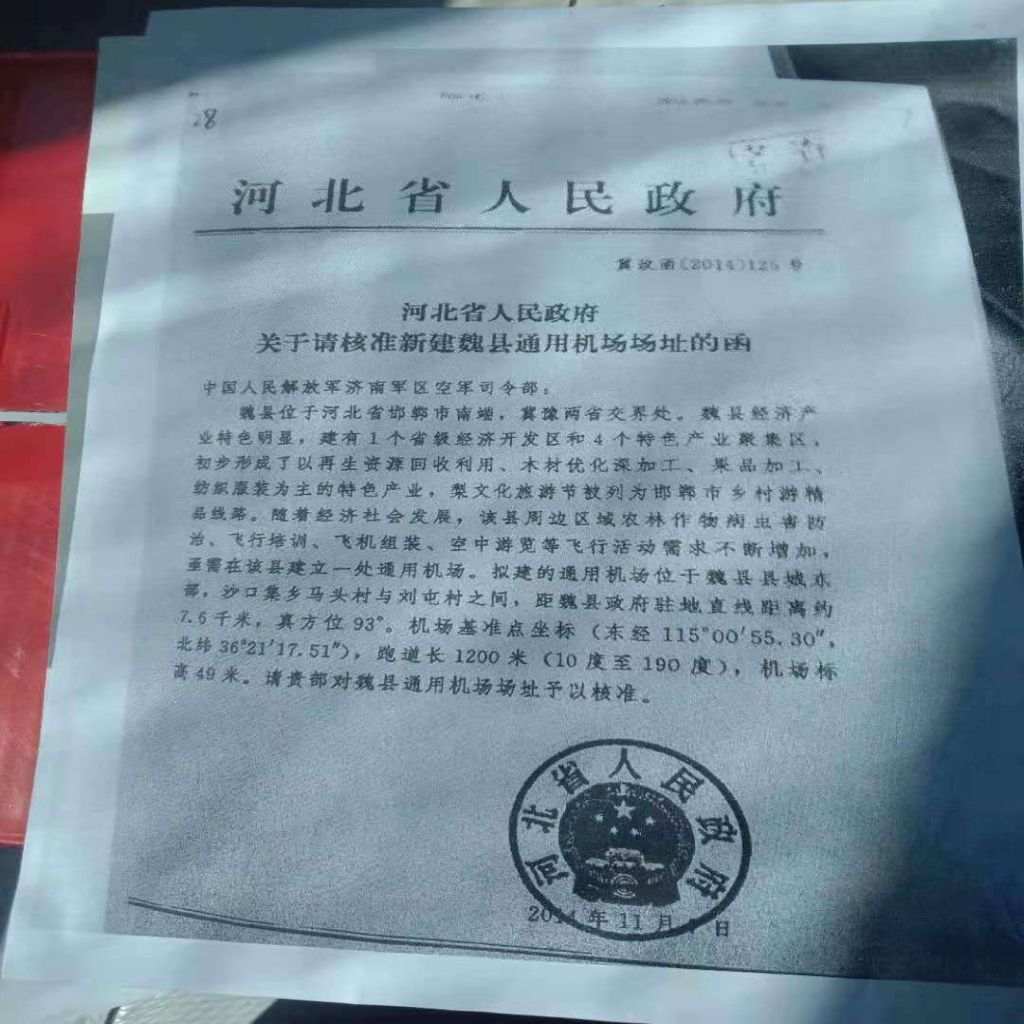 28
河北省人民政府
冀政函〔2014〕126号
河北省人民政府
关于请核准新建魏县通用机场场址的函
中国人民解放军济南军区空军司令部：
魏县位于河北省邯郸市南端，冀豫两省交界处。魏县经济产
业特色明显，建有1个省级经济开发区和4个特色产业聚集区，
初步形成了以再生资源回收利用、木材优化深加工、果品加工、
纺织服装为主的特色产业，梨文化旅游节被列为邯郸市乡村游精
品线路。随着经济社会发展，该县周边区域农林作物病虫害防
治、飞行培训、飞机组装、空中游览等飞行活动需求不断增加，
亟需在该县建立一处通用机场。拟建的通用机场位于魏县县城东
部，沙口集乡马头村与刘屯村之间，距魏县政府驻地直线距离约
7.6千米，真方位93°。机场基准点坐标（东经115°00′55.30″，
北纬36°21′17.51″），跑道长1200米（10度至190度），机场标
高49米。请贵部对魏县通用机场场址予以核准。
河北省人民政府
2014年11月 日